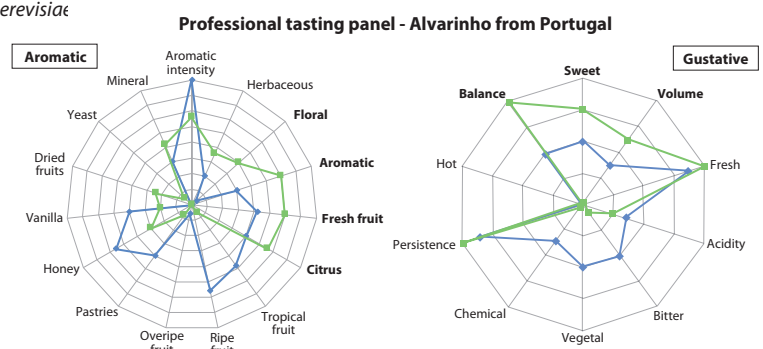 erevisiae
Professional tasting panel - Alvarinho from Portugal
Aromatic
Aromatic
intensity
Herbaceous
Floral
Aromatic
Fresh fruit
Citrus
Tropical
fruit
Ripe
fruit
Overipe
fruit
Pastries
Honey
Vanilla
Dried
fruits
Yeast
Mineral
Gustative
Sweet
Volume
Fresh
Acidity
Bitter
Vegetal
Chemical
Persistence
Hot
Balance